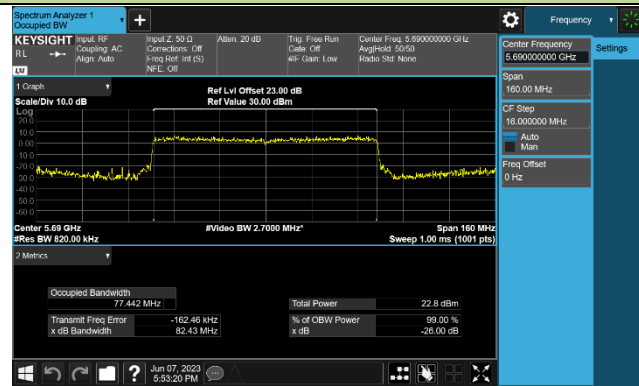 Spectrum Analyzer 1
Occupied BW
Frequency
KEYSIGHT
RL
LXI
Input: RF
Coupling: AC
Align: Auto
Input Z: 50 Ω
Corrections: Off
Freq Ref: Int (S)
NFE: Off
Atten: 20 dB
Trig: Free Run
Gate: Off
#IF Gain: Low
Center Freq: 5.690000000 GHz
Avg|Hold: 50/50
Radio Std: None
Center Frequency
5.690000000 GHz
Settings
Span
160.00 MHz
CF Step
16.000000 MHz
Auto
Man
Freq Offset
0 Hz
1 Graph
Scale/Div 10.0 dB
Ref Lvl Offset 23.00 dB
Ref Value 30.00 dBm
Log
20.0
10.0
0.00
-10.0
-20.0
-30.0
-40.0
-50.0
-60.0
Center 5.69 GHz
#Video BW 2.7000 MHz*
Span 160 MHz
#Res BW 820.00 kHz
Sweep 1.00 ms (1001 pts)
2 Metrics
Occupied Bandwidth
77.442 MHz
Total Power
22.8 dBm
Transmit Freq Error
-162.46 kHz
% of OBW Power
99.00 %
x dB Bandwidth
82.43 MHz
x dB
-26.00 dB
?
Jun 07, 2023
5:53:20 PM